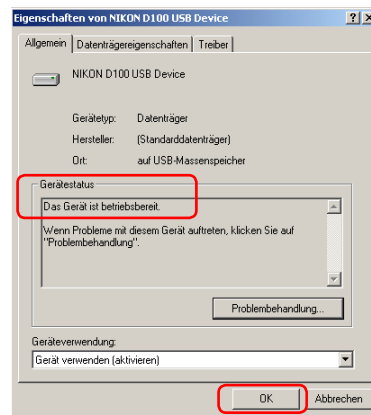 Eigenschaften von NIKON D100 USB Device
Allgemein
Datenträgereigenschaften
Treiber
NIKON D100 USB Device
Gerätetyp: Datenträger
Hersteller: (Standarddatenträger)
Ort: auf USB-Massenspeicher
Gerätestatus
Das Gerät ist betriebsbereit.
Wenn Probleme mit diesem Gerät auftreten, klicken Sie auf
"Problembehandlung".
Problembehandlung...
Geräteverwendung:
Gerät verwenden (aktivieren)
OK
Abbrechen